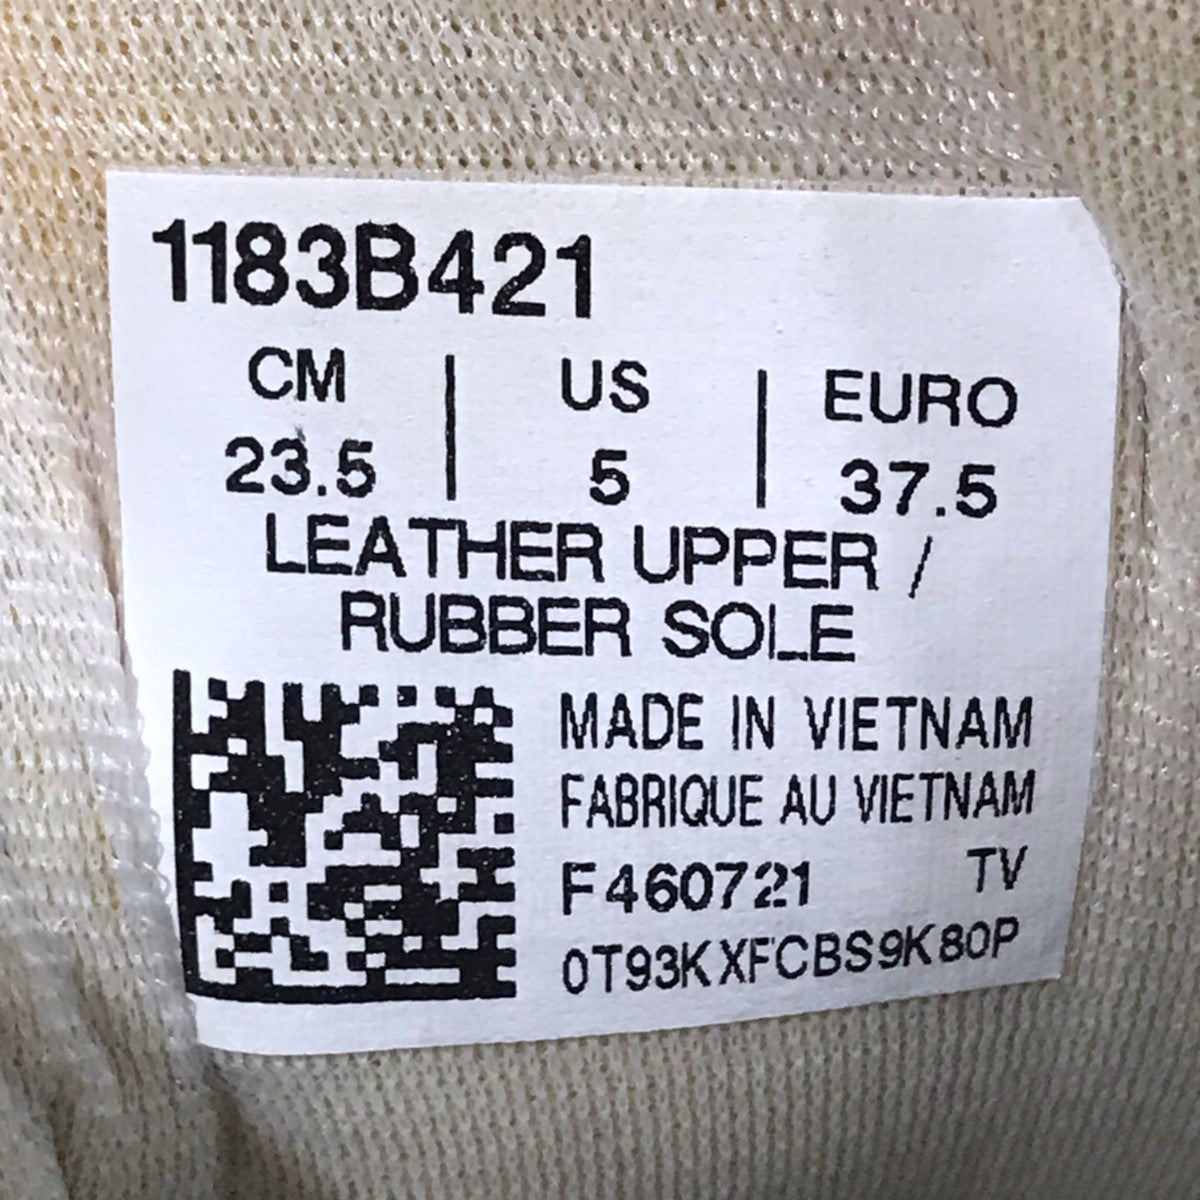 1183B421
CM | US | EURO
23.5 | 5 | 37.5
LEATHER UPPER /
RUBBER SOLE
MADE IN VIETNAM
FABRIQUE AU VIETNAM
F460721 TV
0T93KXFCBS9K80P